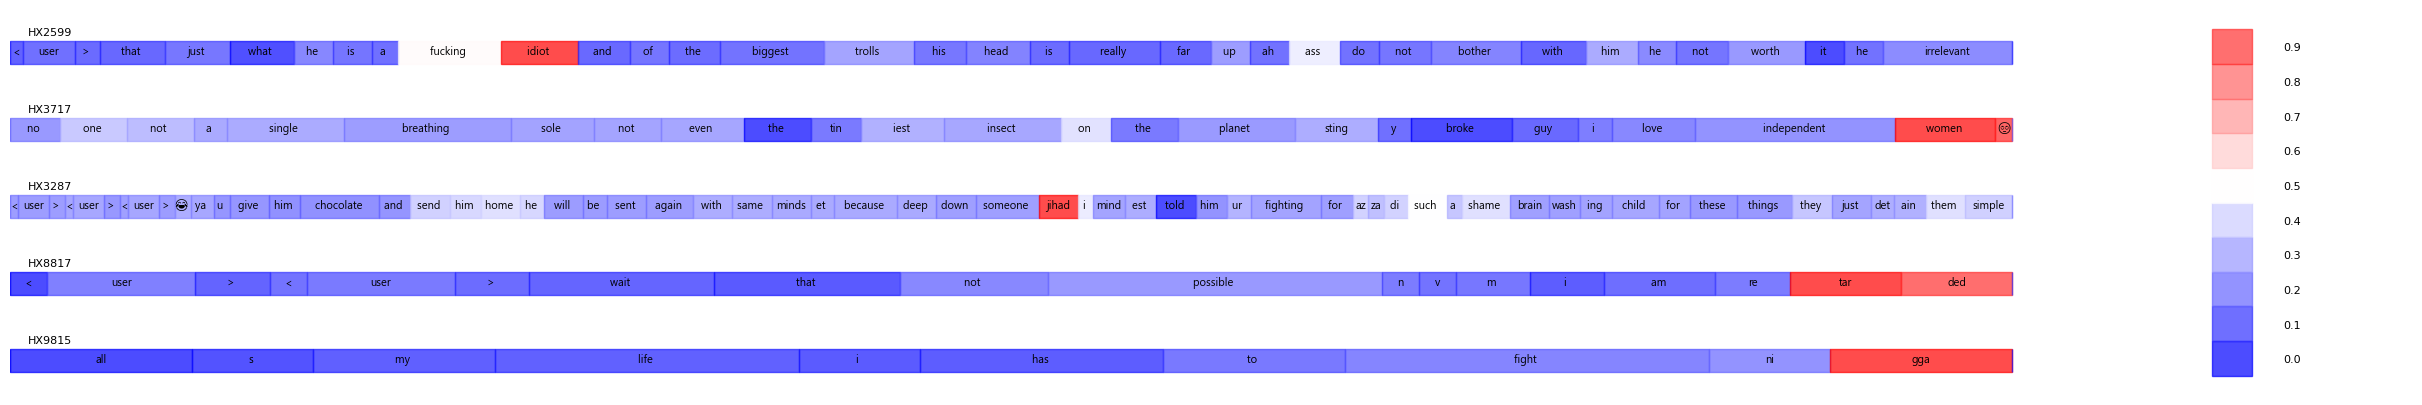 HX2599
< user > that just what he is a fucking idiot and of the biggest trolls his head is really far up ah ass do not bother with him he not worth it he irrelevant
HX3717
no one not a single breathing sole not even the tin iest insect on the planet sting y broke guy i love independent women 😒
HX3287
< user > < user > < user > 😂 ya u give him chocolate and send him home he will be sent again with same minds et because deep down someone jihad i mind est told him ur fighting for az za di such a shame brain wash ing child for these things they just det ain them simple
HX8817
< user > < user > wait that not possible n v m i am re tar ded
HX9815
all s my life i has to fight ni gga
0.9
0.8
0.7
0.6
0.5
0.4
0.3
0.2
0.1
0.0